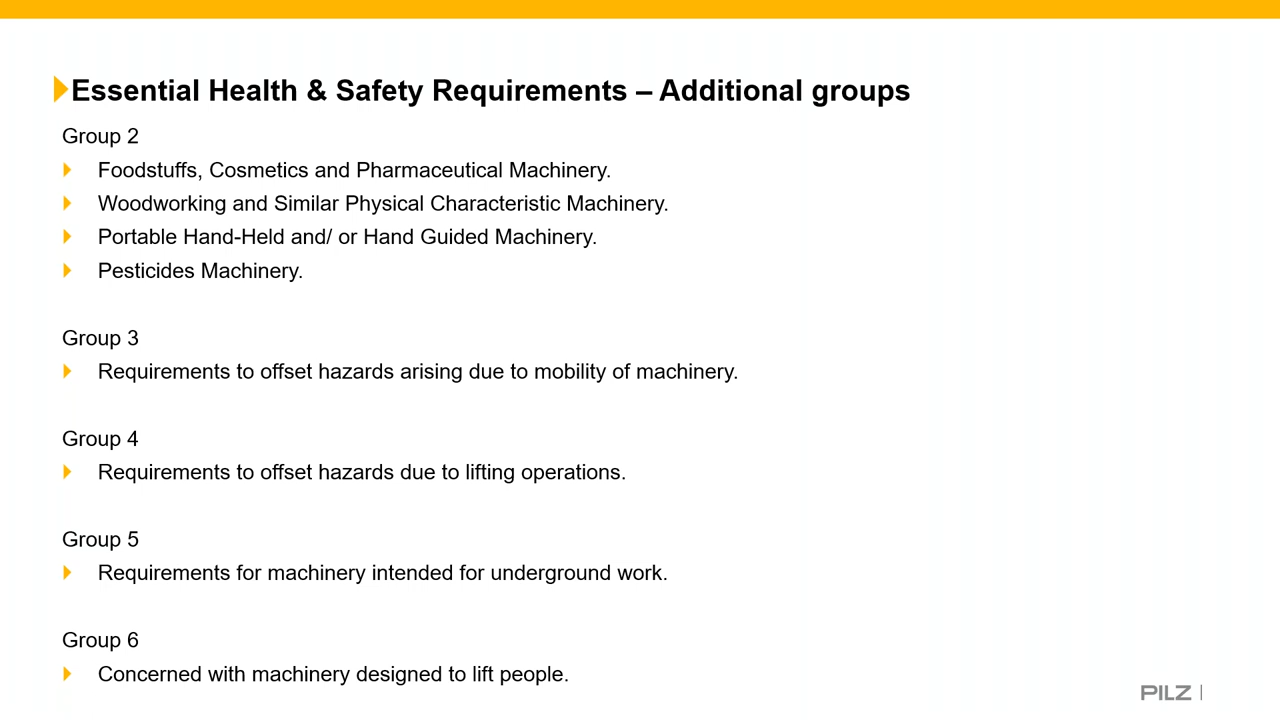 Essential Health & Safety Requirements – Additional groups
Group 2
Foodstuffs, Cosmetics and Pharmaceutical Machinery.
Woodworking and Similar Physical Characteristic Machinery.
Portable Hand-Held and/ or Hand Guided Machinery.
Pesticides Machinery.
Group 3
Requirements to offset hazards arising due to mobility of machinery.
Group 4
Requirements to offset hazards due to lifting operations.
Group 5
Requirements for machinery intended for underground work.
Group 6
Concerned with machinery designed to lift people.
PILZ